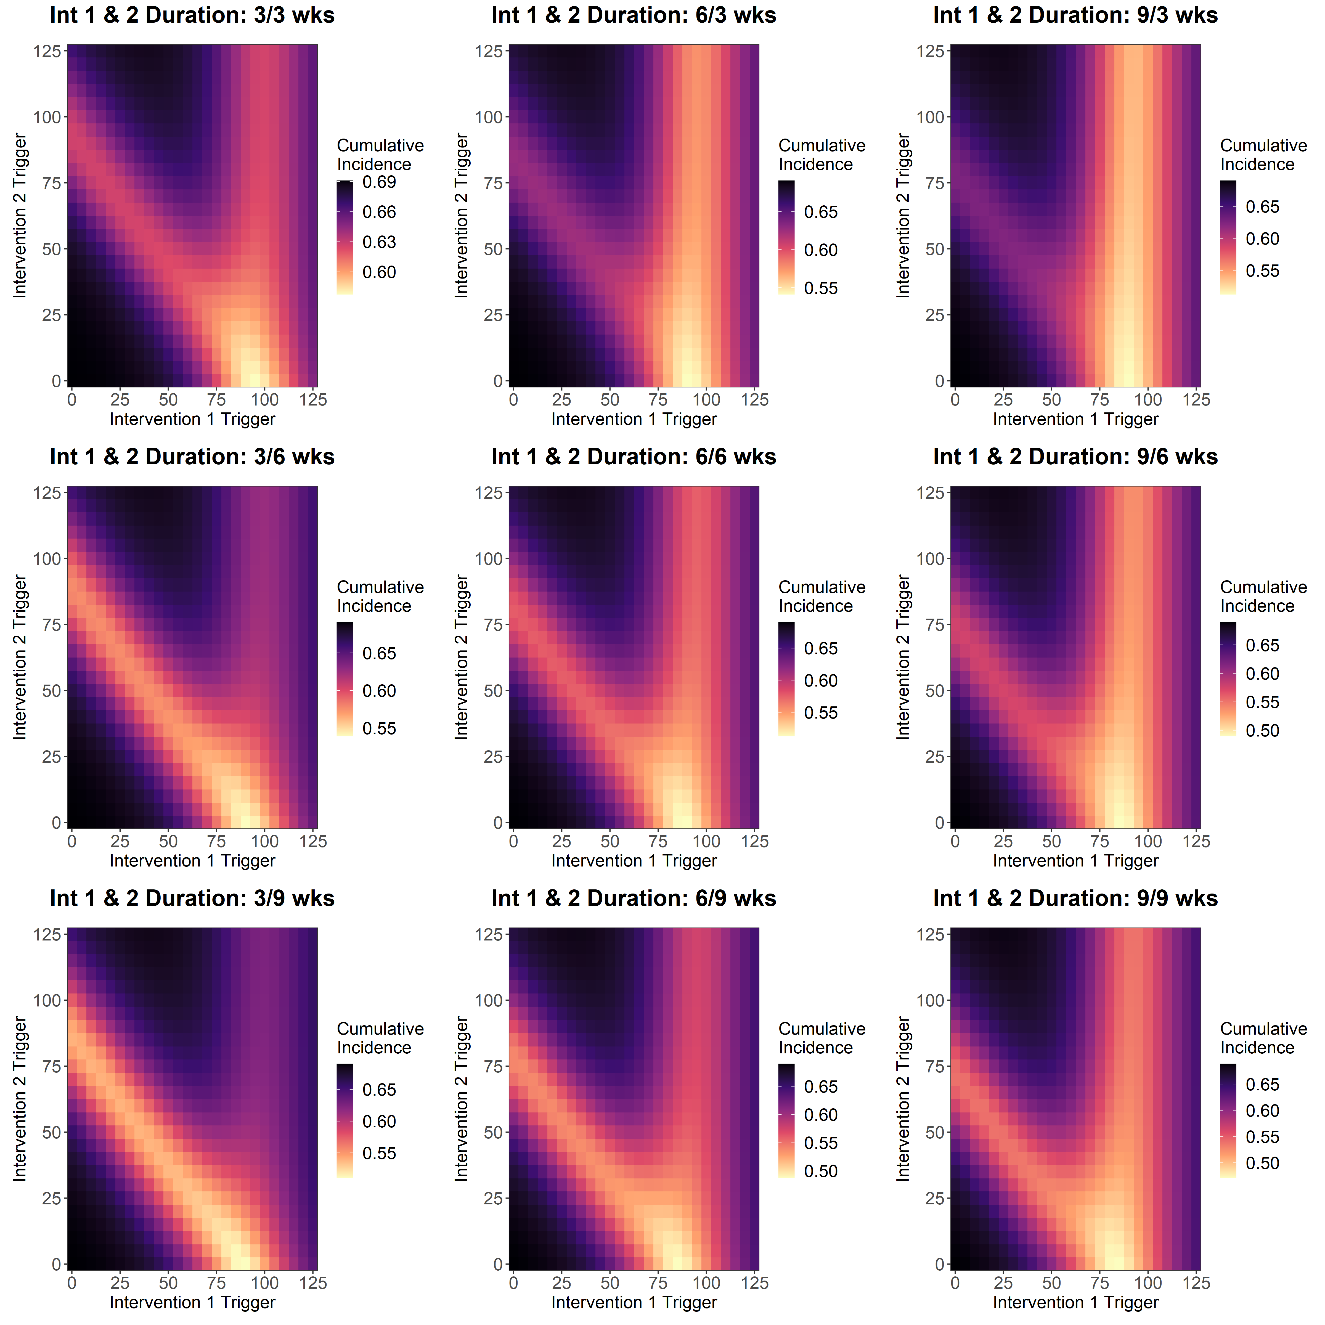 Int 1 & 2 Duration: 3/3 wks
125
100
75
50
25
0
Intervention 2 Trigger
0 25 50 75 100 125
Intervention 1 Trigger
Cumulative
Incidence
0.69
0.66
0.63
0.60
Int 1 & 2 Duration: 6/3 wks
125
100
75
50
25
0
Intervention 2 Trigger
0 25 50 75 100 125
Intervention 1 Trigger
Cumulative
Incidence
0.65
0.60
0.55
Int 1 & 2 Duration: 9/3 wks
125
100
75
50
25
0
Intervention 2 Trigger
0 25 50 75 100 125
Intervention 1 Trigger
Cumulative
Incidence
0.65
0.60
0.55
Int 1 & 2 Duration: 3/6 wks
125
100
75
50
25
0
Intervention 2 Trigger
0 25 50 75 100 125
Intervention 1 Trigger
Cumulative
Incidence
0.65
0.60
0.55
Int 1 & 2 Duration: 6/6 wks
125
100
75
50
25
0
Intervention 2 Trigger
0 25 50 75 100 125
Intervention 1 Trigger
Cumulative
Incidence
0.65
0.60
0.55
Int 1 & 2 Duration: 9/6 wks
125
100
75
50
25
0
Intervention 2 Trigger
0 25 50 75 100 125
Intervention 1 Trigger
Cumulative
Incidence
0.65
0.60
0.55
0.50
Int 1 & 2 Duration: 3/9 wks
125
100
75
50
25
0
Intervention 2 Trigger
0 25 50 75 100 125
Intervention 1 Trigger
Cumulative
Incidence
0.65
0.60
0.55
Int 1 & 2 Duration: 6/9 wks
125
100
75
50
25
0
Intervention 2 Trigger
0 25 50 75 100 125
Intervention 1 Trigger
Cumulative
Incidence
0.65
0.60
0.55
0.50
Int 1 & 2 Duration: 9/9 wks
125
100
75
50
25
0
Intervention 2 Trigger
0 25 50 75 100 125
Intervention 1 Trigger
Cumulative
Incidence
0.65
0.60
0.55
0.50